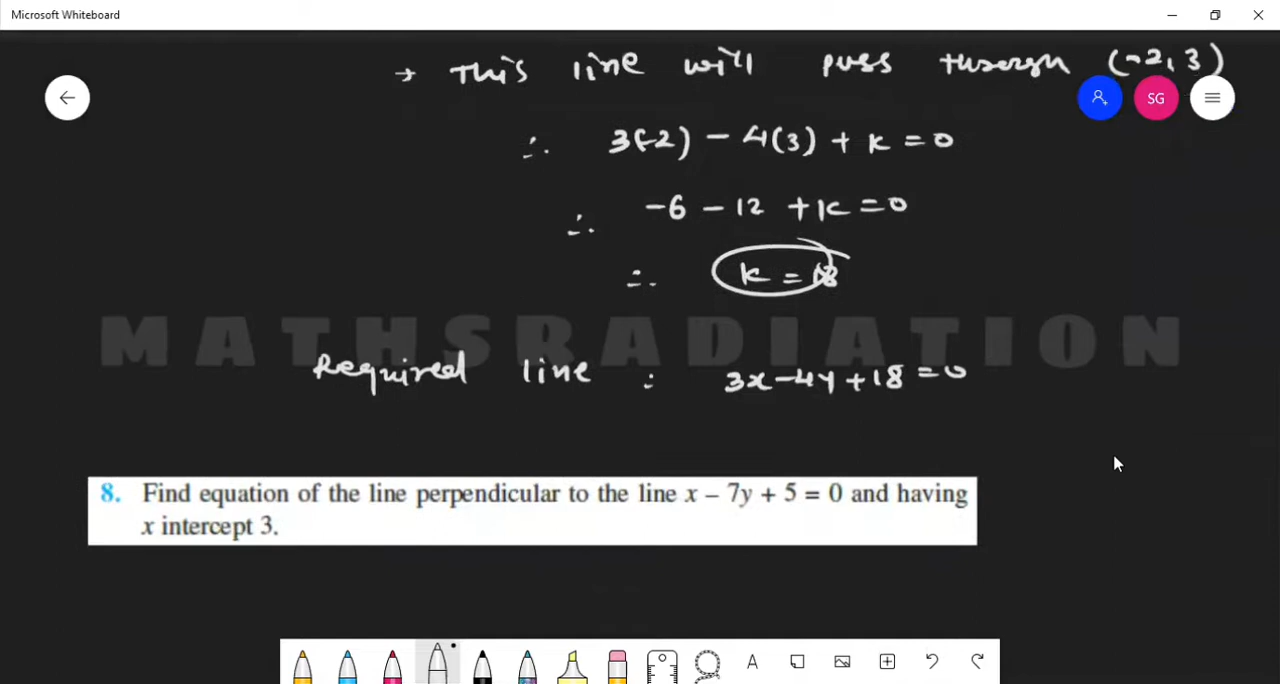 Microsoft Whiteboard
→ This line will pass through (-2, 3)
SG
∴ 3(-2) - 4(3) + k = 0
∴ -6 - 12 + k = 0
∴ k = 18
MATHSRADIATION
Required line : 3x - 4y + 18 = 0
8. Find equation of the line perpendicular to the line x – 7y + 5 = 0 and having
x intercept 3.
A